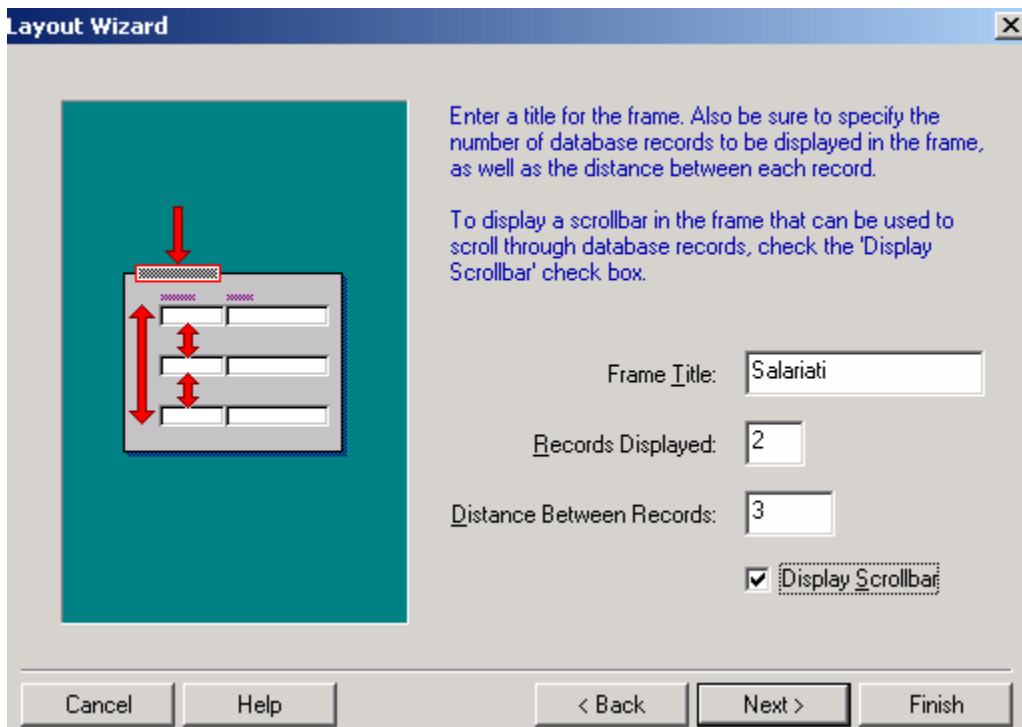 Layout Wizard
Enter a title for the frame. Also be sure to specify the
number of database records to be displayed in the frame,
as well as the distance between each record.
To display a scrollbar in the frame that can be used to
scroll through database records, check the 'Display
Scrollbar' check box.
Frame Title: Salariati
Records Displayed: 2
Distance Between Records: 3
Display Scrollbar
Cancel Help < Back Next > Finish